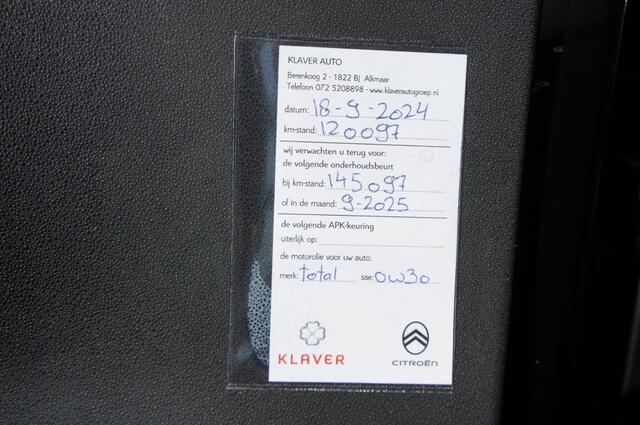 KLAVER AUTO
Berenkoog 2 - 1822 BJ Alkmaar
Telefoon 072 5208898 - www.klaverautogroep.nl
datum: 18-9-2024
km-stand: 120097
wij verwachten u terug voor:
de volgende onderhoudsbeurt
bij km-stand: 145097
of in de maand: 9-2025
de volgende APK-keuring
uiterlijk op:
de motorolie voor uw auto:
merk: total sae: 0W30
KLAVER CITROËN